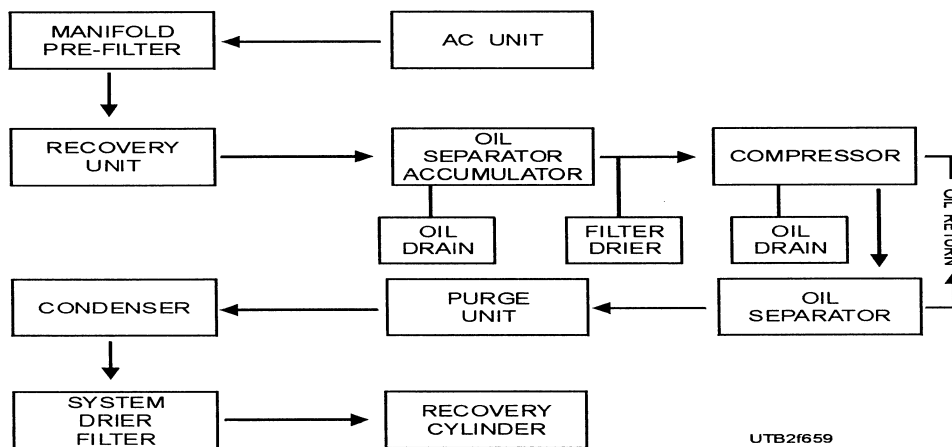 MANIFOLD
PRE-FILTER
AC UNIT
RECOVERY
UNIT
OIL
SEPARATOR
ACCUMULATOR
COMPRESSOR
OIL RETURN
OIL
DRAIN
FILTER
DRIER
OIL
DRAIN
CONDENSER
PURGE
UNIT
OIL
SEPARATOR
SYSTEM
DRIER
FILTER
RECOVERY
CYLINDER
UTB2f659